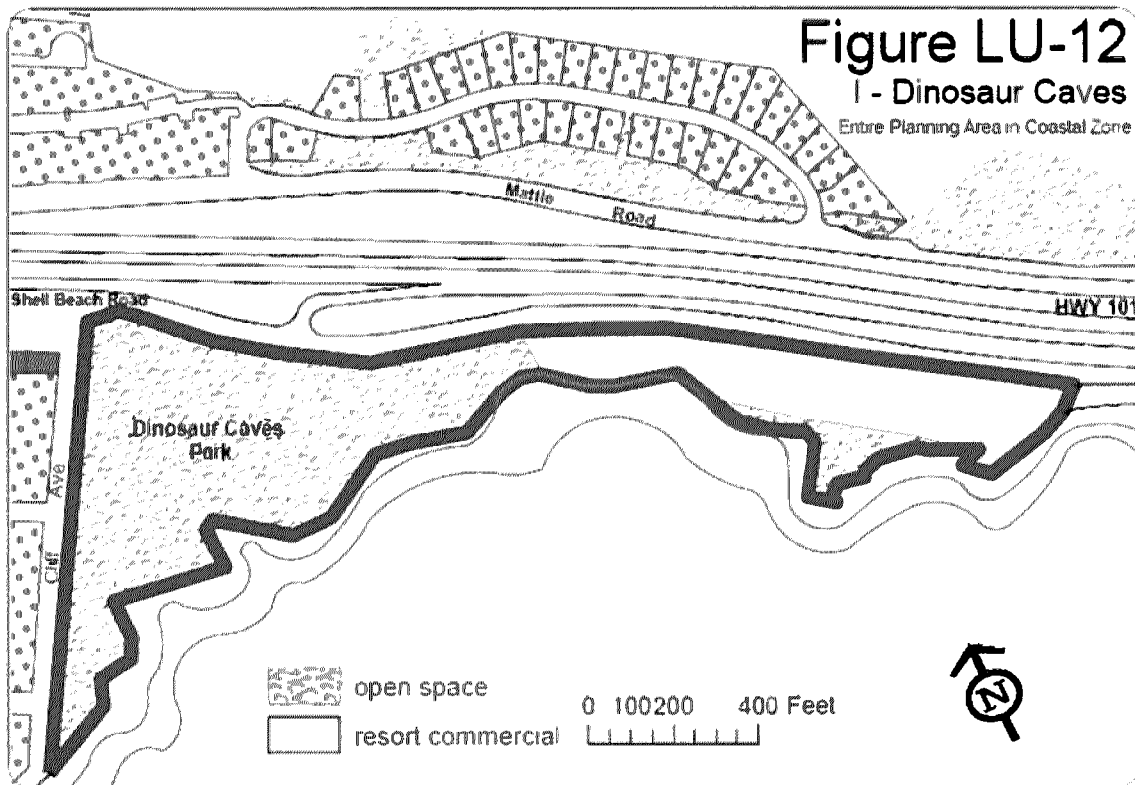 Figure LU-12
I - Dinosaur Caves
Entire Planning Area in Coastal Zone
Mattie Road
Shell Beach Road
HWY 101
Dinosaur Caves
Park
Cliff Ave
open space
resort commercial
0 100200 400 Feet
N